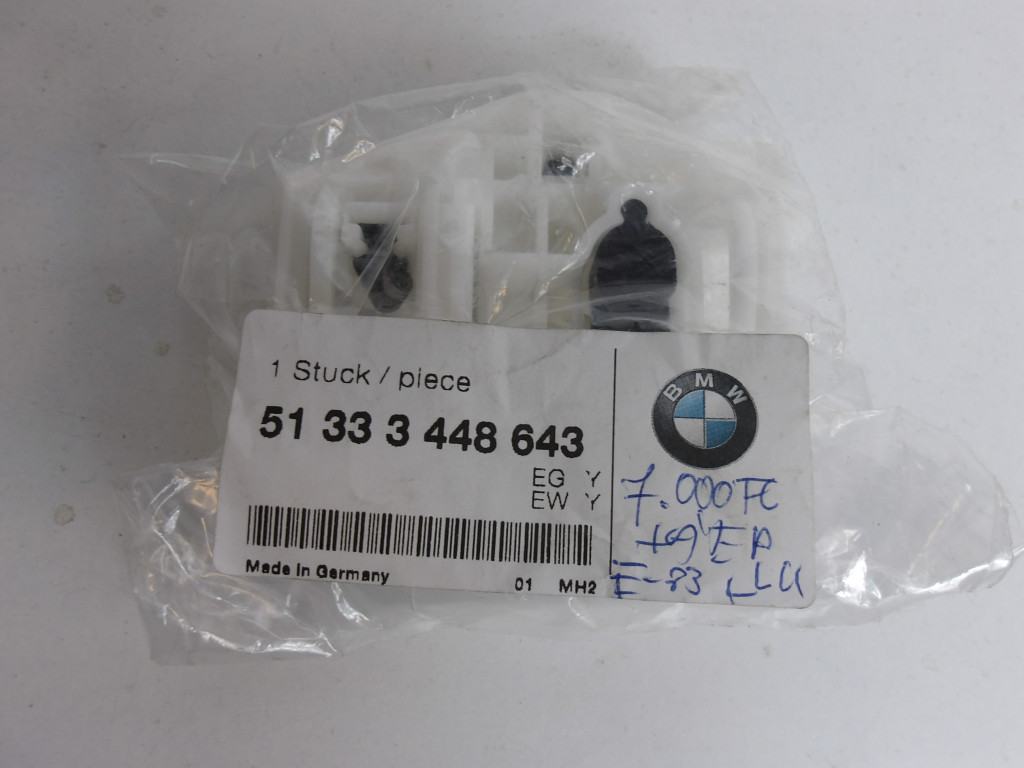 1 Stuck / piece
51 33 3 448 643
EG Y
EW Y
Made in Germany
01 MH2
BMW
7.000 Ft
E-83